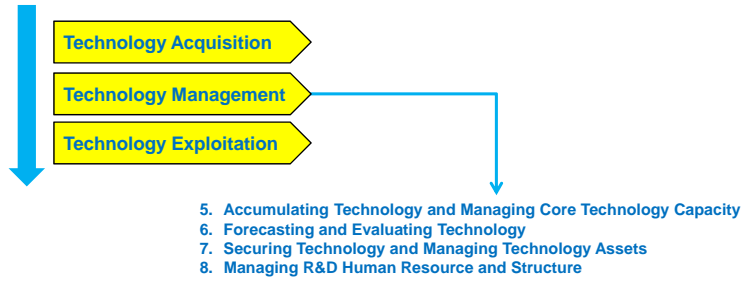 Technology Acquisition
Technology Management
Technology Exploitation
5. Accumulating Technology and Managing Core Technology Capacity
6. Forecasting and Evaluating Technology
7. Securing Technology and Managing Technology Assets
8. Managing R&D Human Resource and Structure